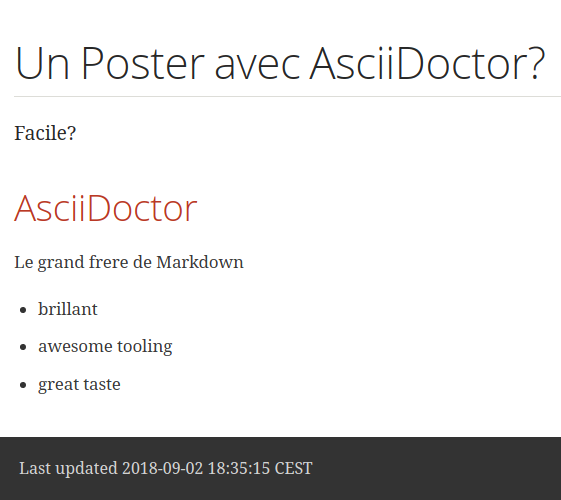 Un Poster avec AsciiDoctor?
Facile?
AsciiDoctor
Le grand frere de Markdown
brillant
awesome tooling
great taste
Last updated 2018-09-02 18:35:15 CEST